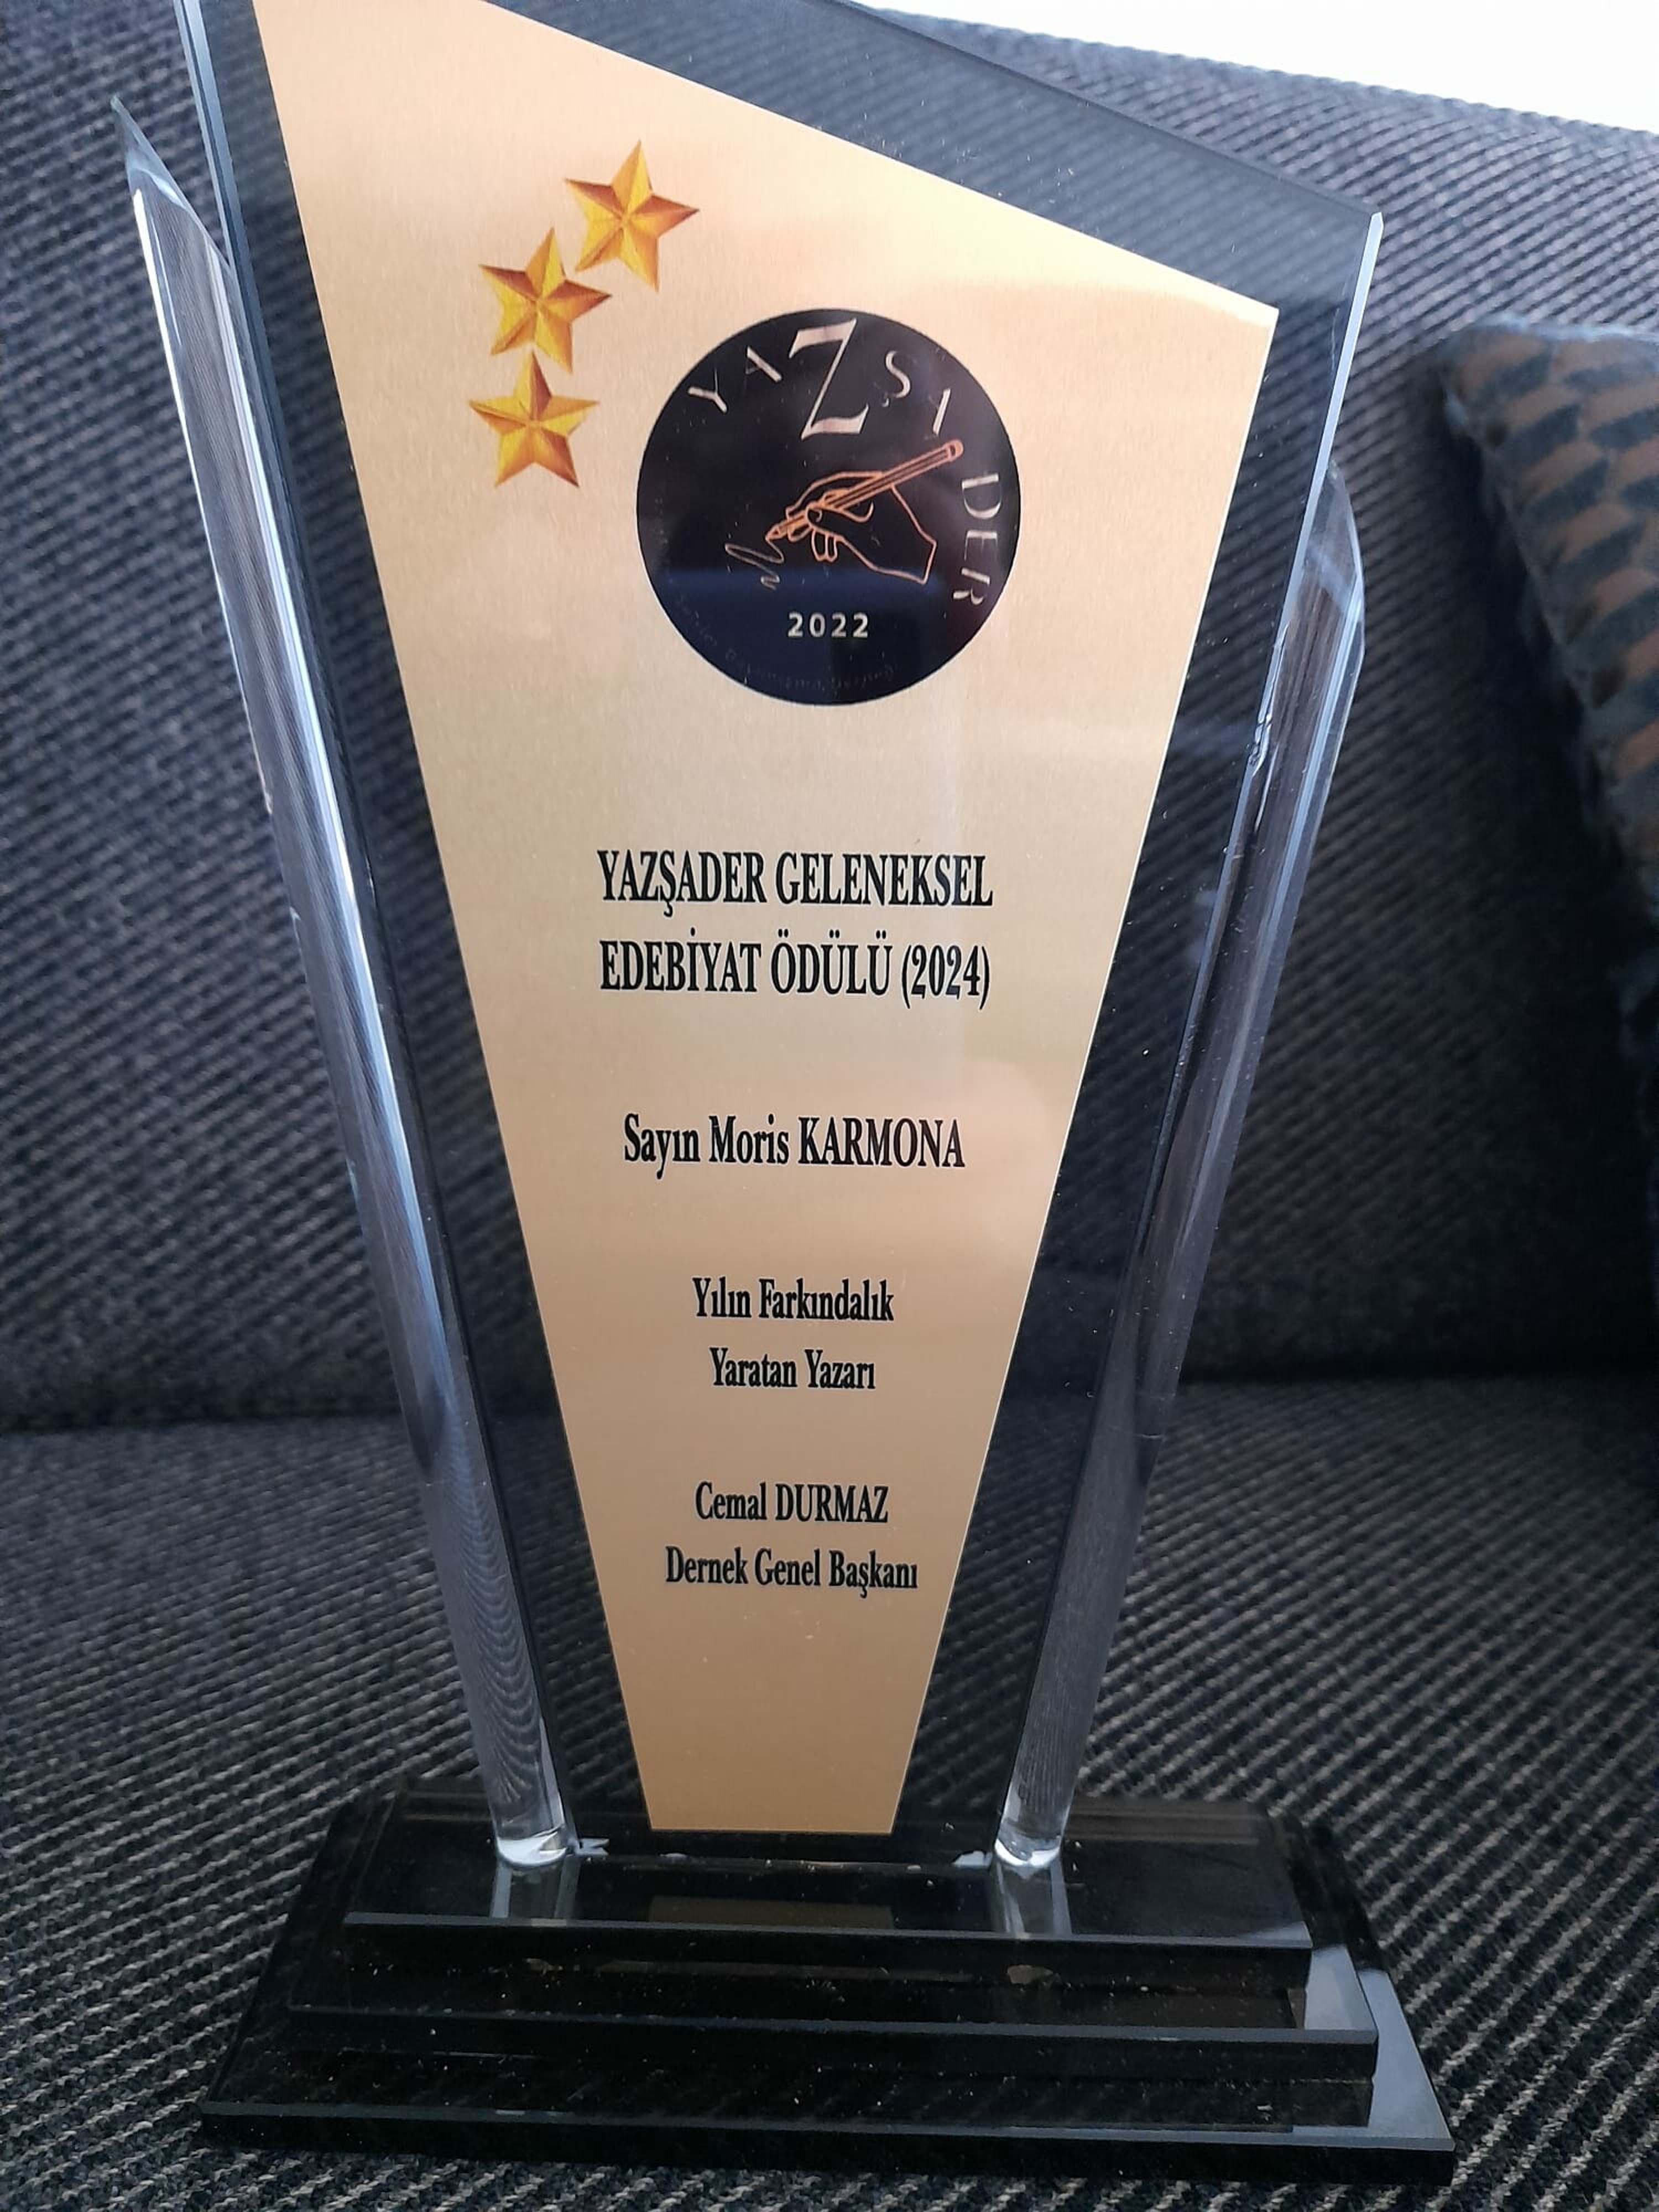 YAZŞADER
2022
YAZŞADER GELENEKSEL
EDEBİYAT ÖDÜLÜ (2024)
Sayın Moris KARMONA
Yılın Farkındalık
Yaratan Yazarı
Cemal DURMAZ
Dernek Genel Başkanı